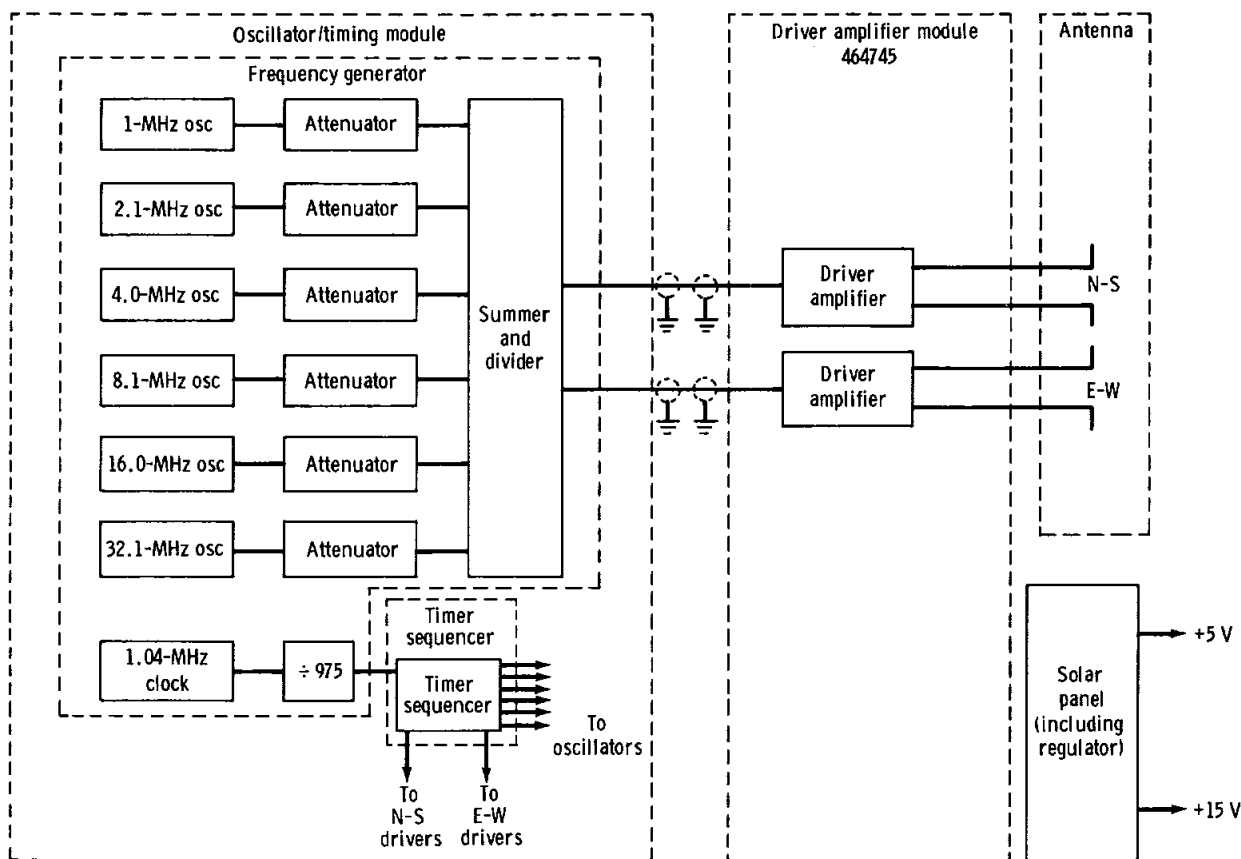 Oscillator/timing module
Frequency generator
1-MHz osc
Attenuator
2.1-MHz osc
Attenuator
4.0-MHz osc
Attenuator
8.1-MHz osc
Attenuator
16.0-MHz osc
Attenuator
32.1-MHz osc
Attenuator
Summer
and
divider
1.04-MHz
clock
÷ 975
Timer
sequencer
Timer
sequencer
To
oscillators
To
N-S
drivers
To
E-W
drivers
Driver amplifier module
464745
Driver
amplifier
Driver
amplifier
Antenna
N-S
E-W
Solar
panel
(including
regulator)
+5 V
+15 V